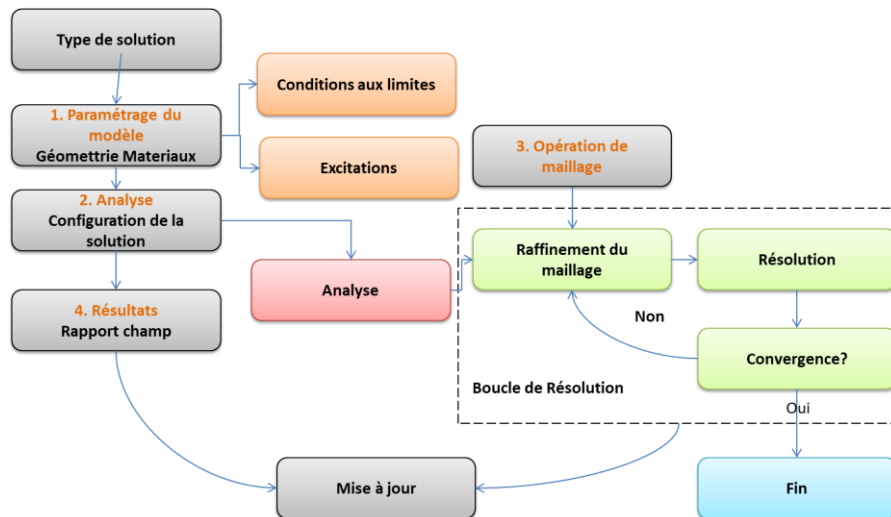 Type de solution
1. Paramétrage du
modèle
Géomettrie Materiaux
Conditions aux limites
Excitations
2. Analyse
Configuration de la
solution
Analyse
4. Résultats
Rapport champ
3. Opération de
maillage
Raffinement du
maillage
Résolution
Non
Convergence?
Boucle de Résolution
Oui
Mise à jour
Fin